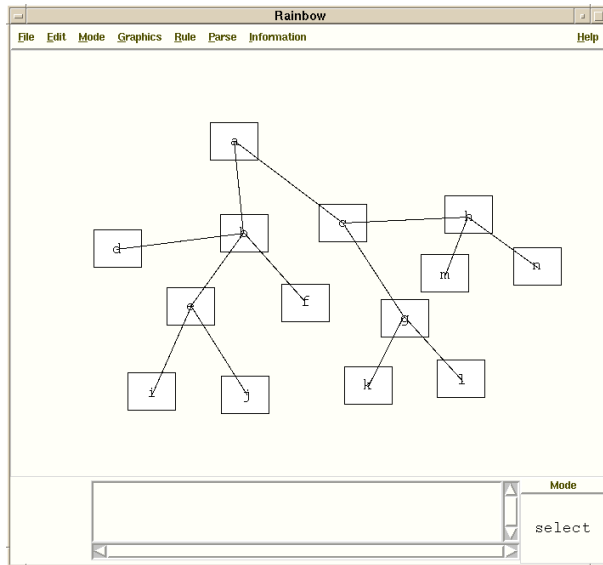 Rainbow
File Edit Mode Graphics Rule Parse Information Help
a
h
c
b
d
n
m
f
e
g
l
k
i
j
Mode
select